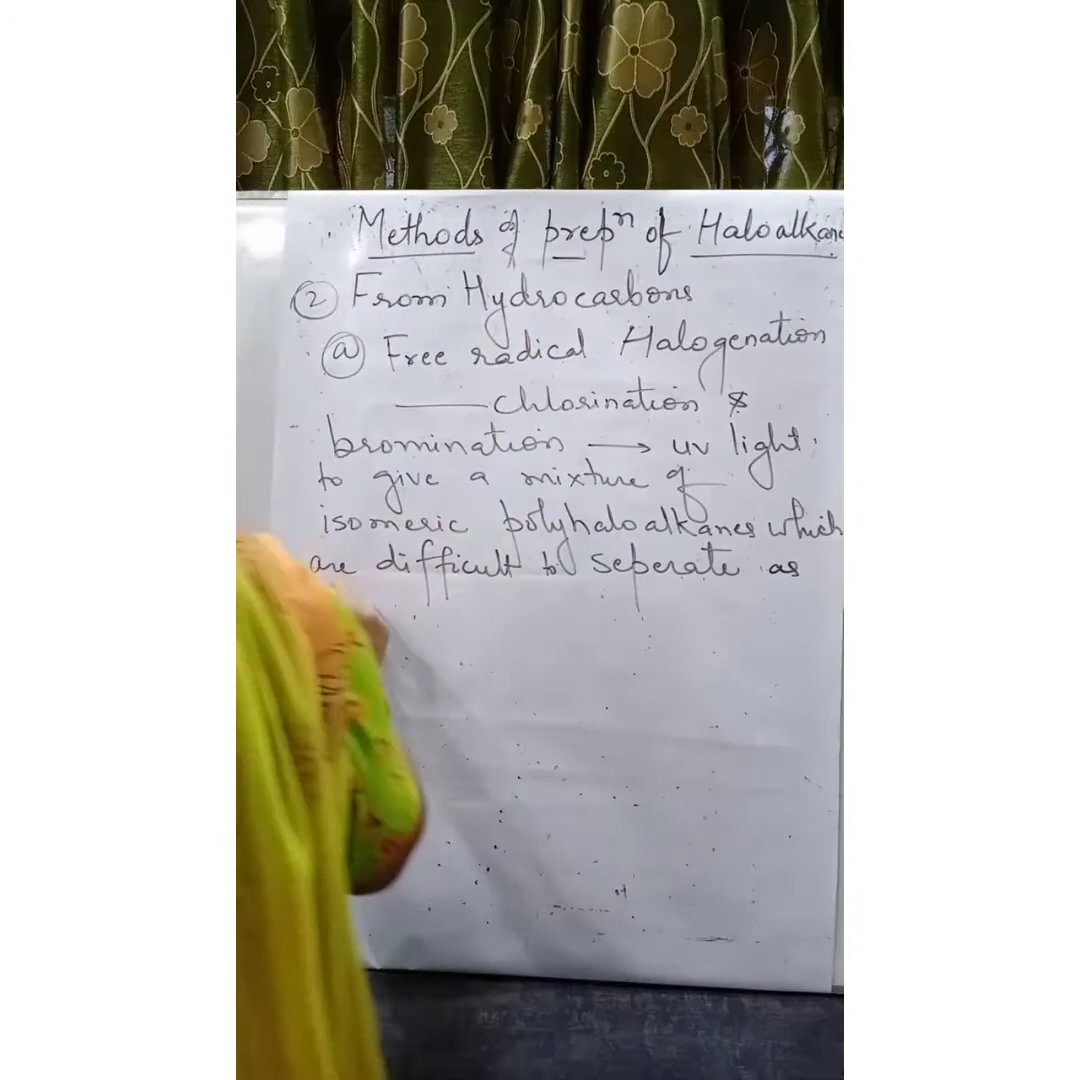 Methods of prepⁿ of Haloalkane
② From Hydrocarbons
ⓐ Free radical Halogenation
—— chlorination &
bromination → uv light.
to give a mixture of
isomeric polyhaloalkanes which
are difficult to seperate as